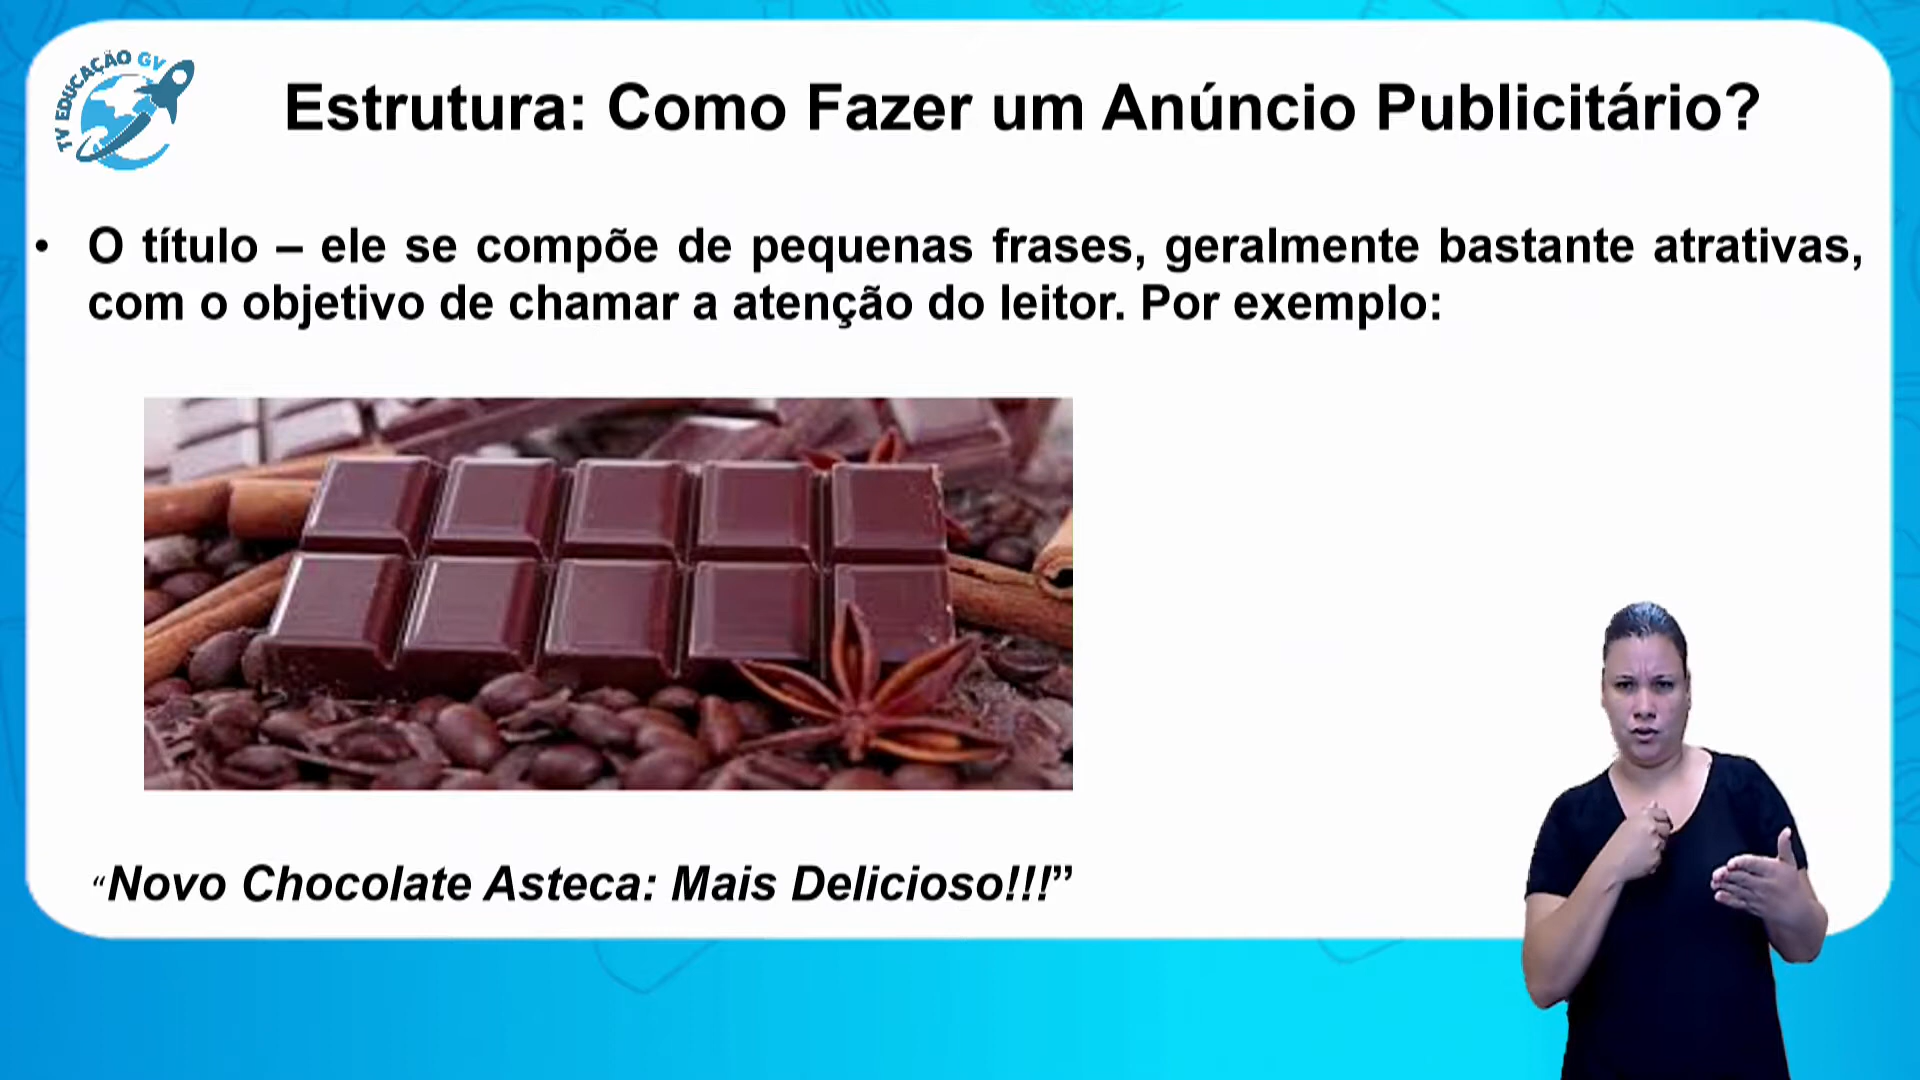 TV EDUCAÇÃO GV
Estrutura: Como Fazer um Anúncio Publicitário?
• O título – ele se compõe de pequenas frases, geralmente bastante atrativas,
com o objetivo de chamar a atenção do leitor. Por exemplo:
“Novo Chocolate Asteca: Mais Delicioso!!!”